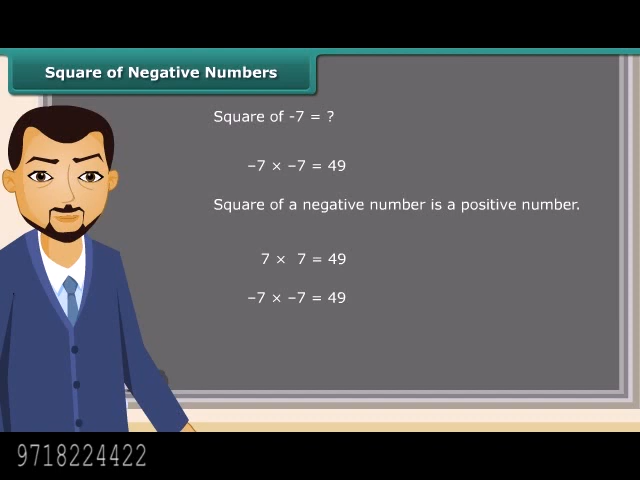 Square of Negative Numbers
Square of -7 = ?
–7 × –7 = 49
Square of a negative number is a positive number.
7 × 7 = 49
–7 × –7 = 49
9718224422